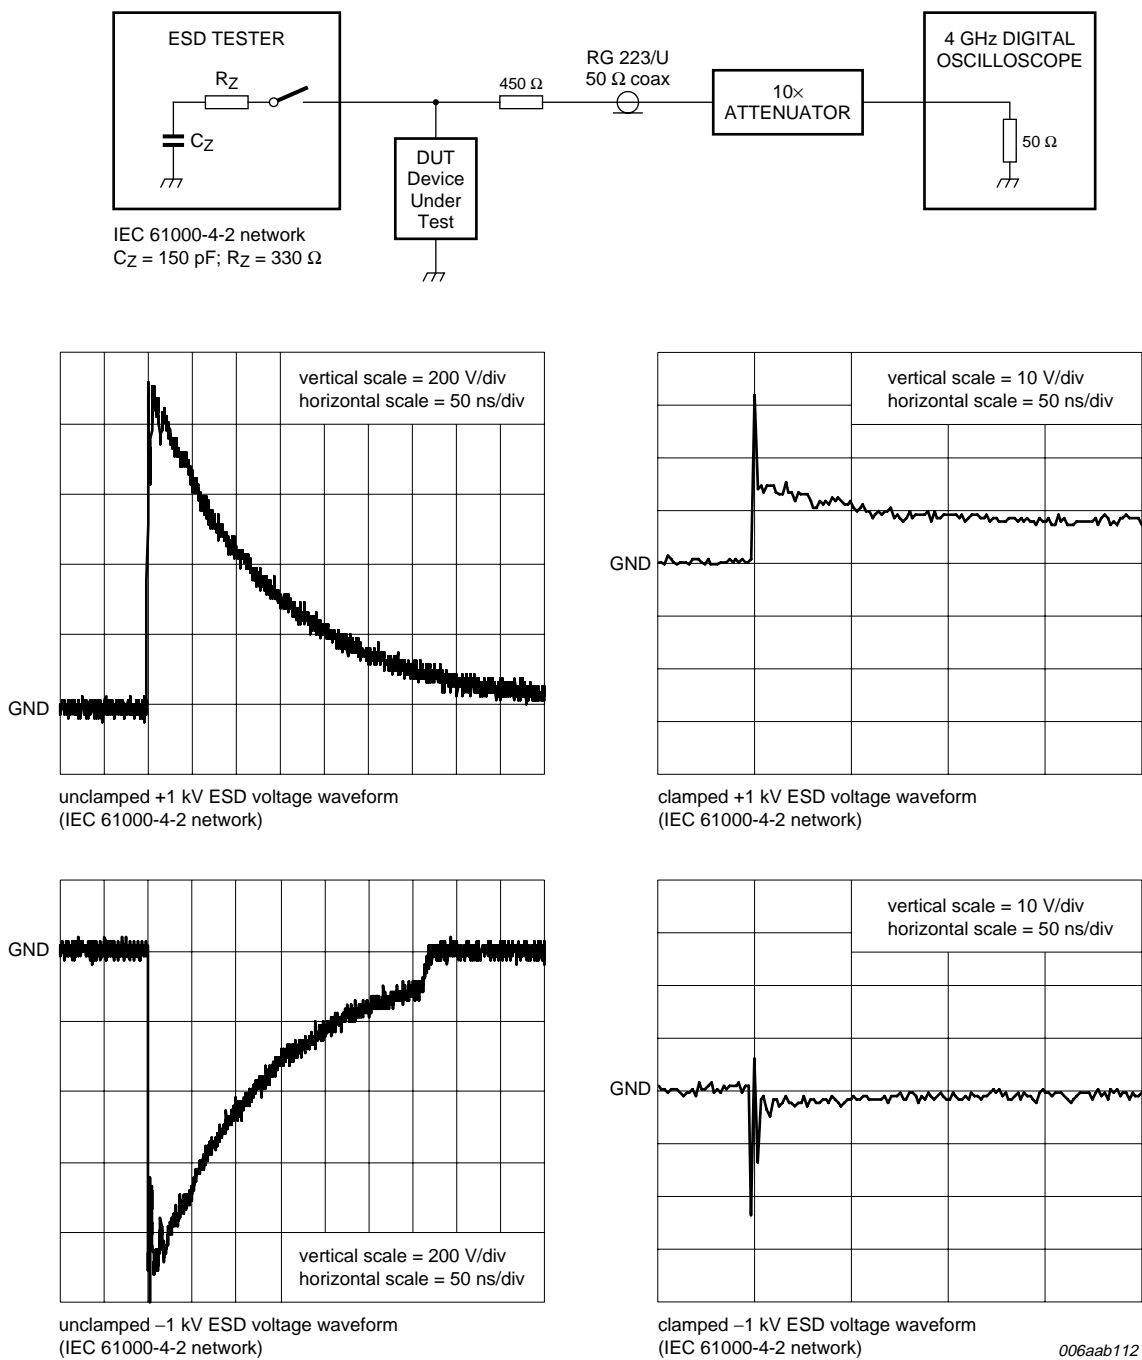 ESD TESTER
RZ
CZ
IEC 61000-4-2 network
CZ = 150 pF; RZ = 330 Ω
DUT
Device
Under
Test
450 Ω
RG 223/U
50 Ω coax
10×
ATTENUATOR
4 GHz DIGITAL
OSCILLOSCOPE
50 Ω
vertical scale = 200 V/div
horizontal scale = 50 ns/div
GND
unclamped +1 kV ESD voltage waveform
(IEC 61000-4-2 network)
vertical scale = 10 V/div
horizontal scale = 50 ns/div
GND
clamped +1 kV ESD voltage waveform
(IEC 61000-4-2 network)
GND
vertical scale = 200 V/div
horizontal scale = 50 ns/div
unclamped −1 kV ESD voltage waveform
(IEC 61000-4-2 network)
vertical scale = 10 V/div
horizontal scale = 50 ns/div
GND
clamped −1 kV ESD voltage waveform
(IEC 61000-4-2 network)
006aab112